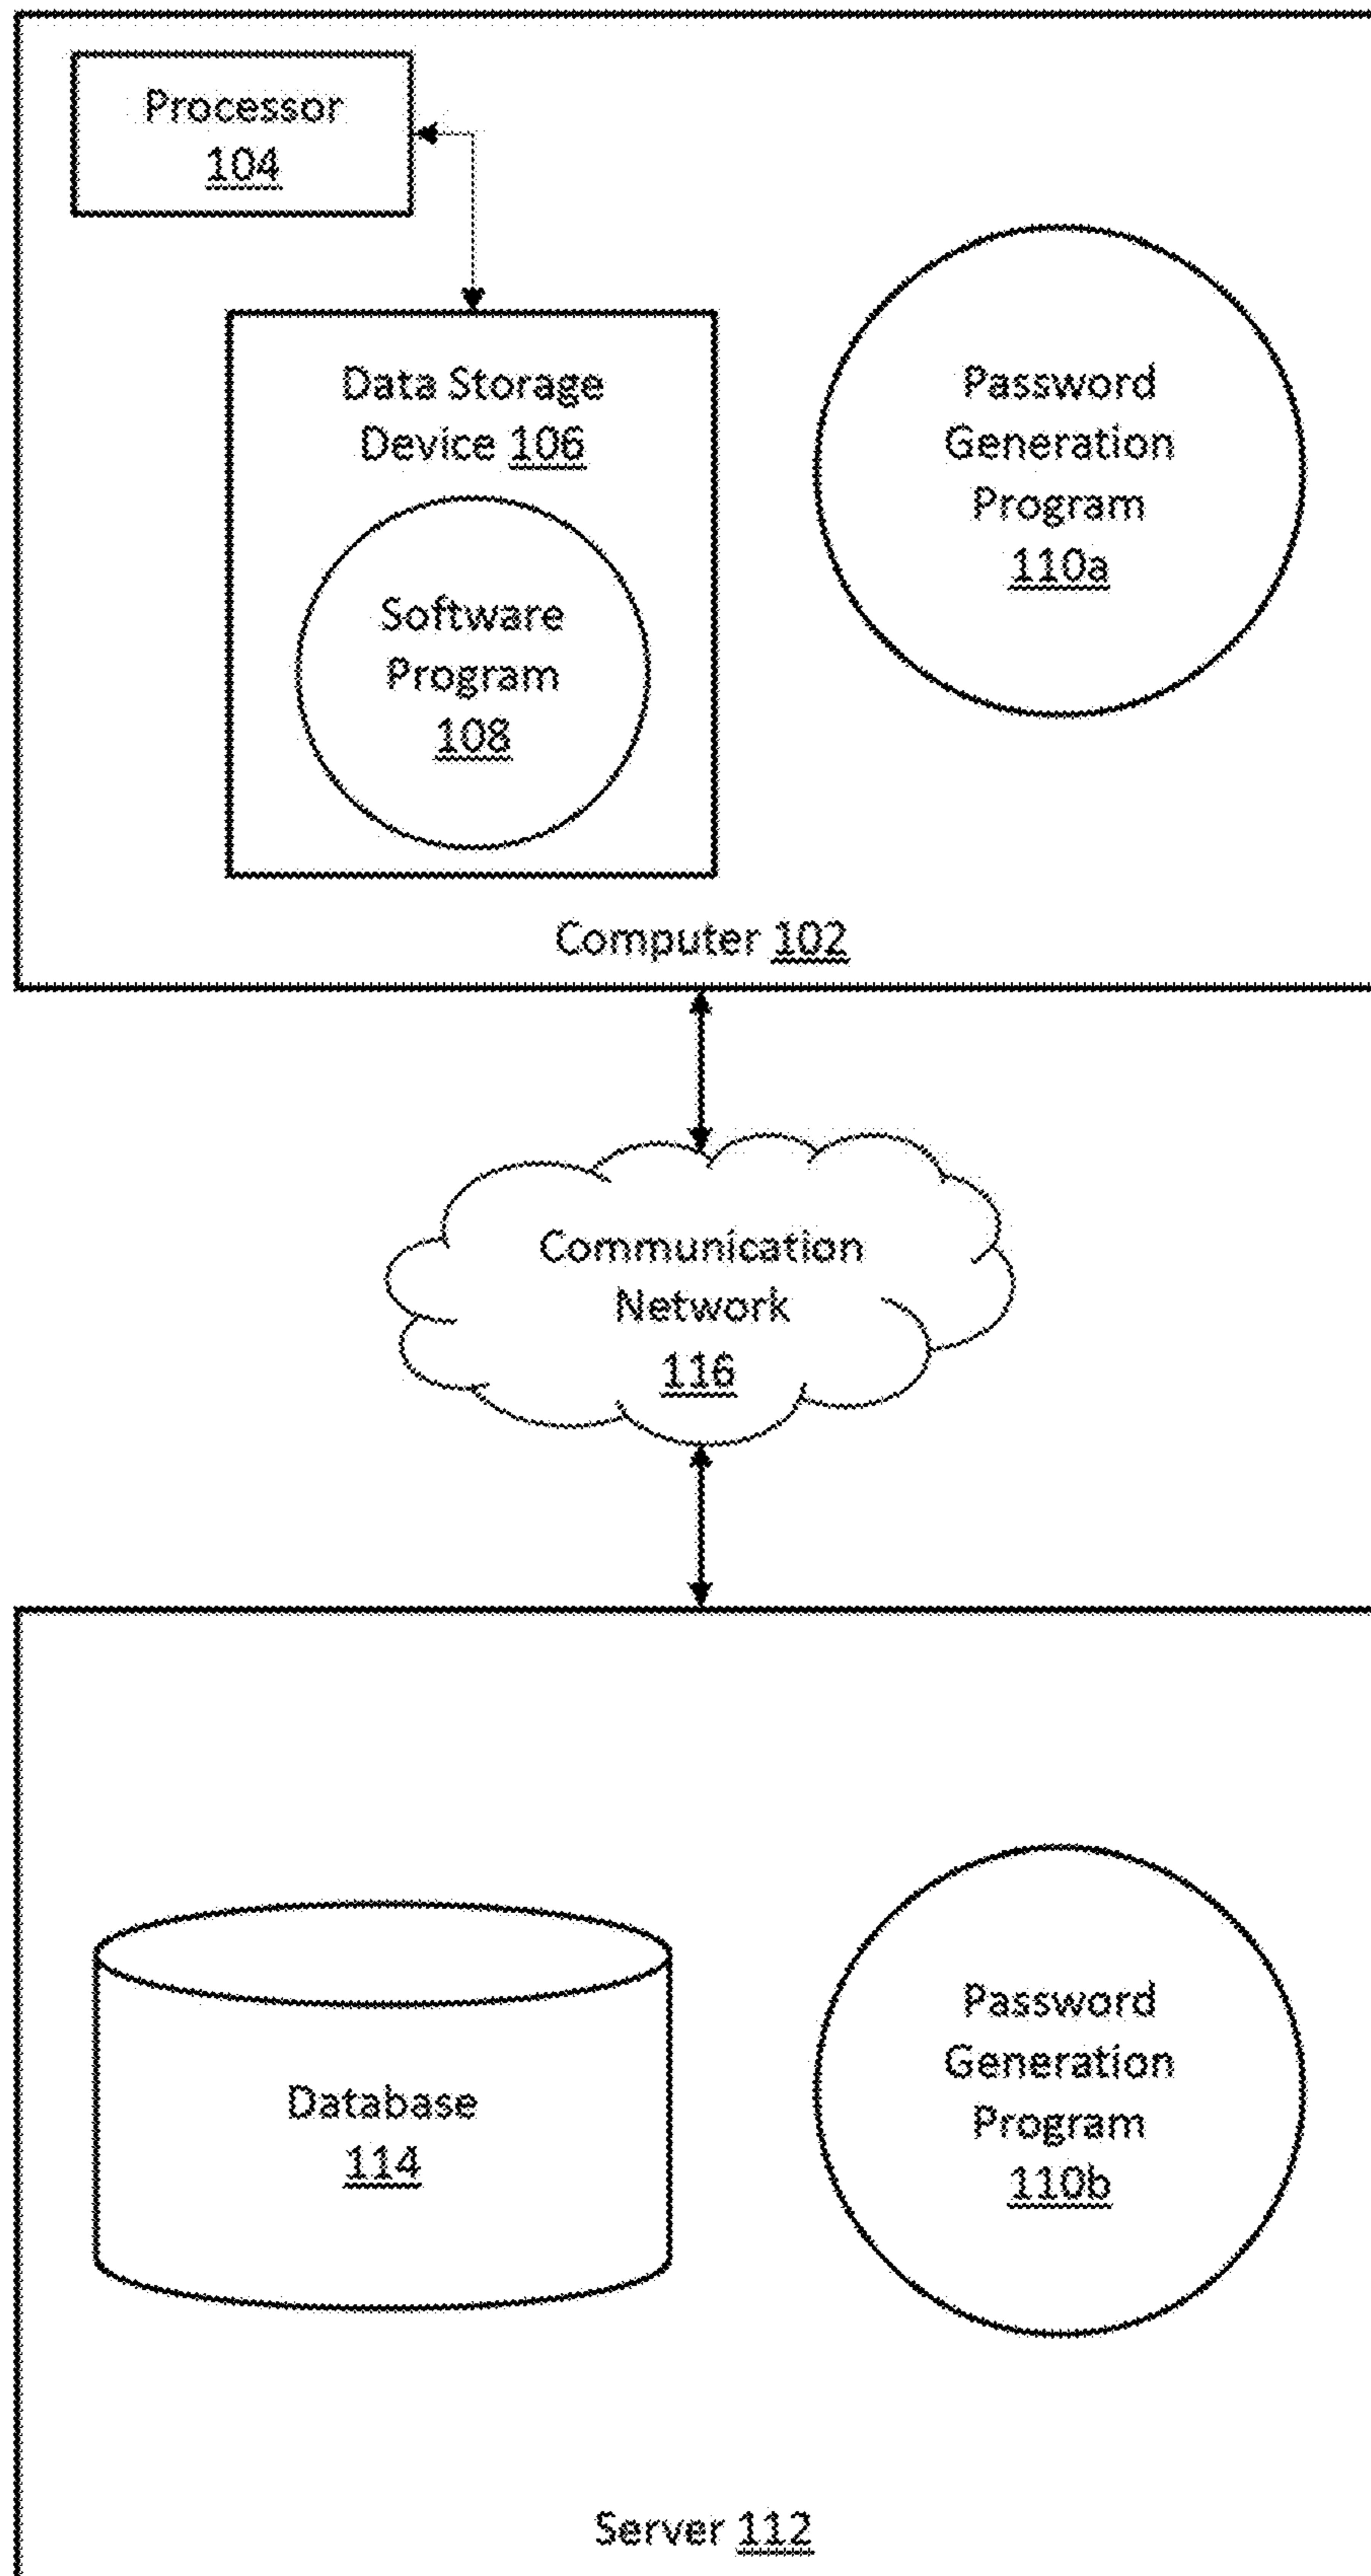 Processor
104
Data Storage
Device 106
Software
Program
108
Password
Generation
Program
110a
Computer 102
Communication
Network
116
Database
114
Password
Generation
Program
110b
Server 112